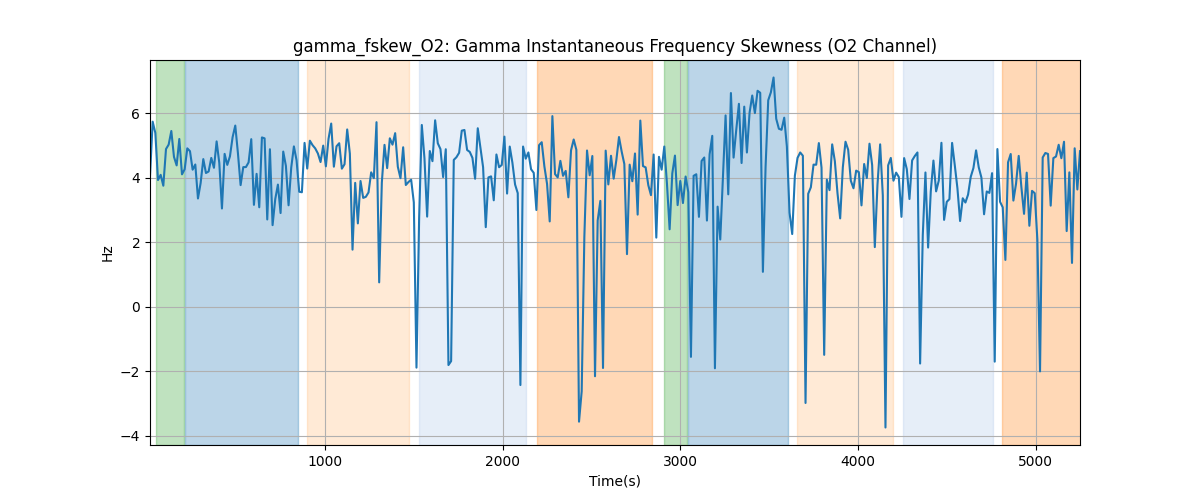 gamma_fskew_O2: Gamma Instantaneous Frequency Skewness (O2 Channel)
6
4
2
0
−2
−4
Hz
1000 2000 3000 4000 5000
Time(s)